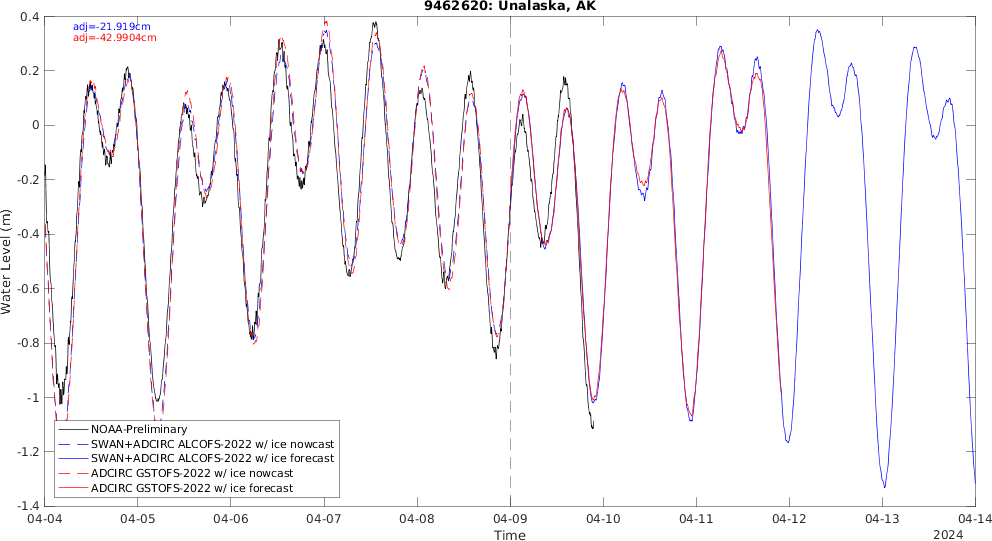 9462620: Unalaska, AK
adj=-21.919cm
adj=-42.9904cm
0.4
0.2
0
-0.2
-0.4
-0.6
-0.8
-1
-1.2
-1.4
Water Level (m)
NOAA-Preliminary
SWAN+ADCIRC ALCOFS-2022 w/ ice nowcast
SWAN+ADCIRC ALCOFS-2022 w/ ice forecast
ADCIRC GSTOFS-2022 w/ ice nowcast
ADCIRC GSTOFS-2022 w/ ice forecast
04-04 04-05 04-06 04-07 04-08 04-09 04-10 04-11 04-12 04-13 04-14
Time
2024